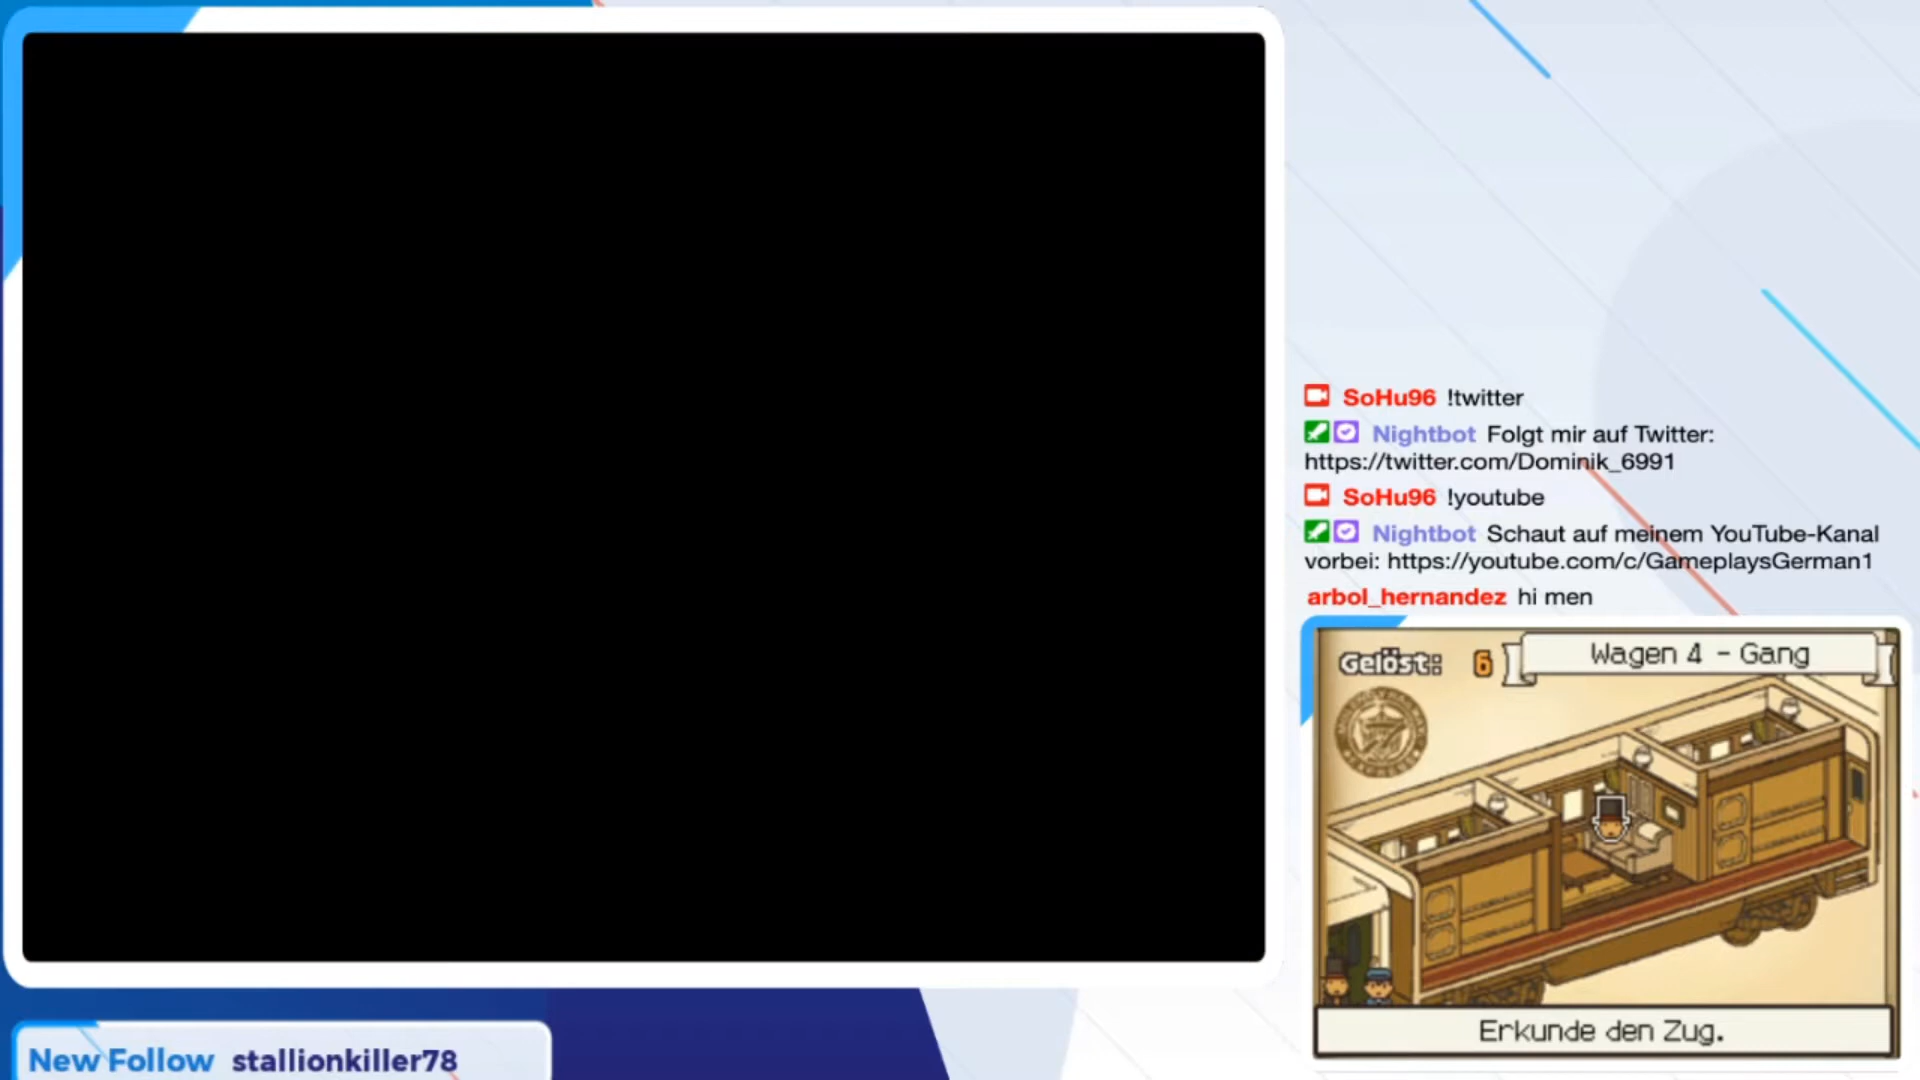 SoHu96 !twitter
Nightbot Folgt mir auf Twitter:
https://twitter.com/Dominik_6991
SoHu96 !youtube
Nightbot Schaut auf meinem YouTube-Kanal
vorbei: https://youtube.com/c/GameplaysGerman1
arbol_hernandez hi men
Gelöst: 6
Wagen 4 - Gang
Erkunde den Zug.
New Follow stallionkiller78